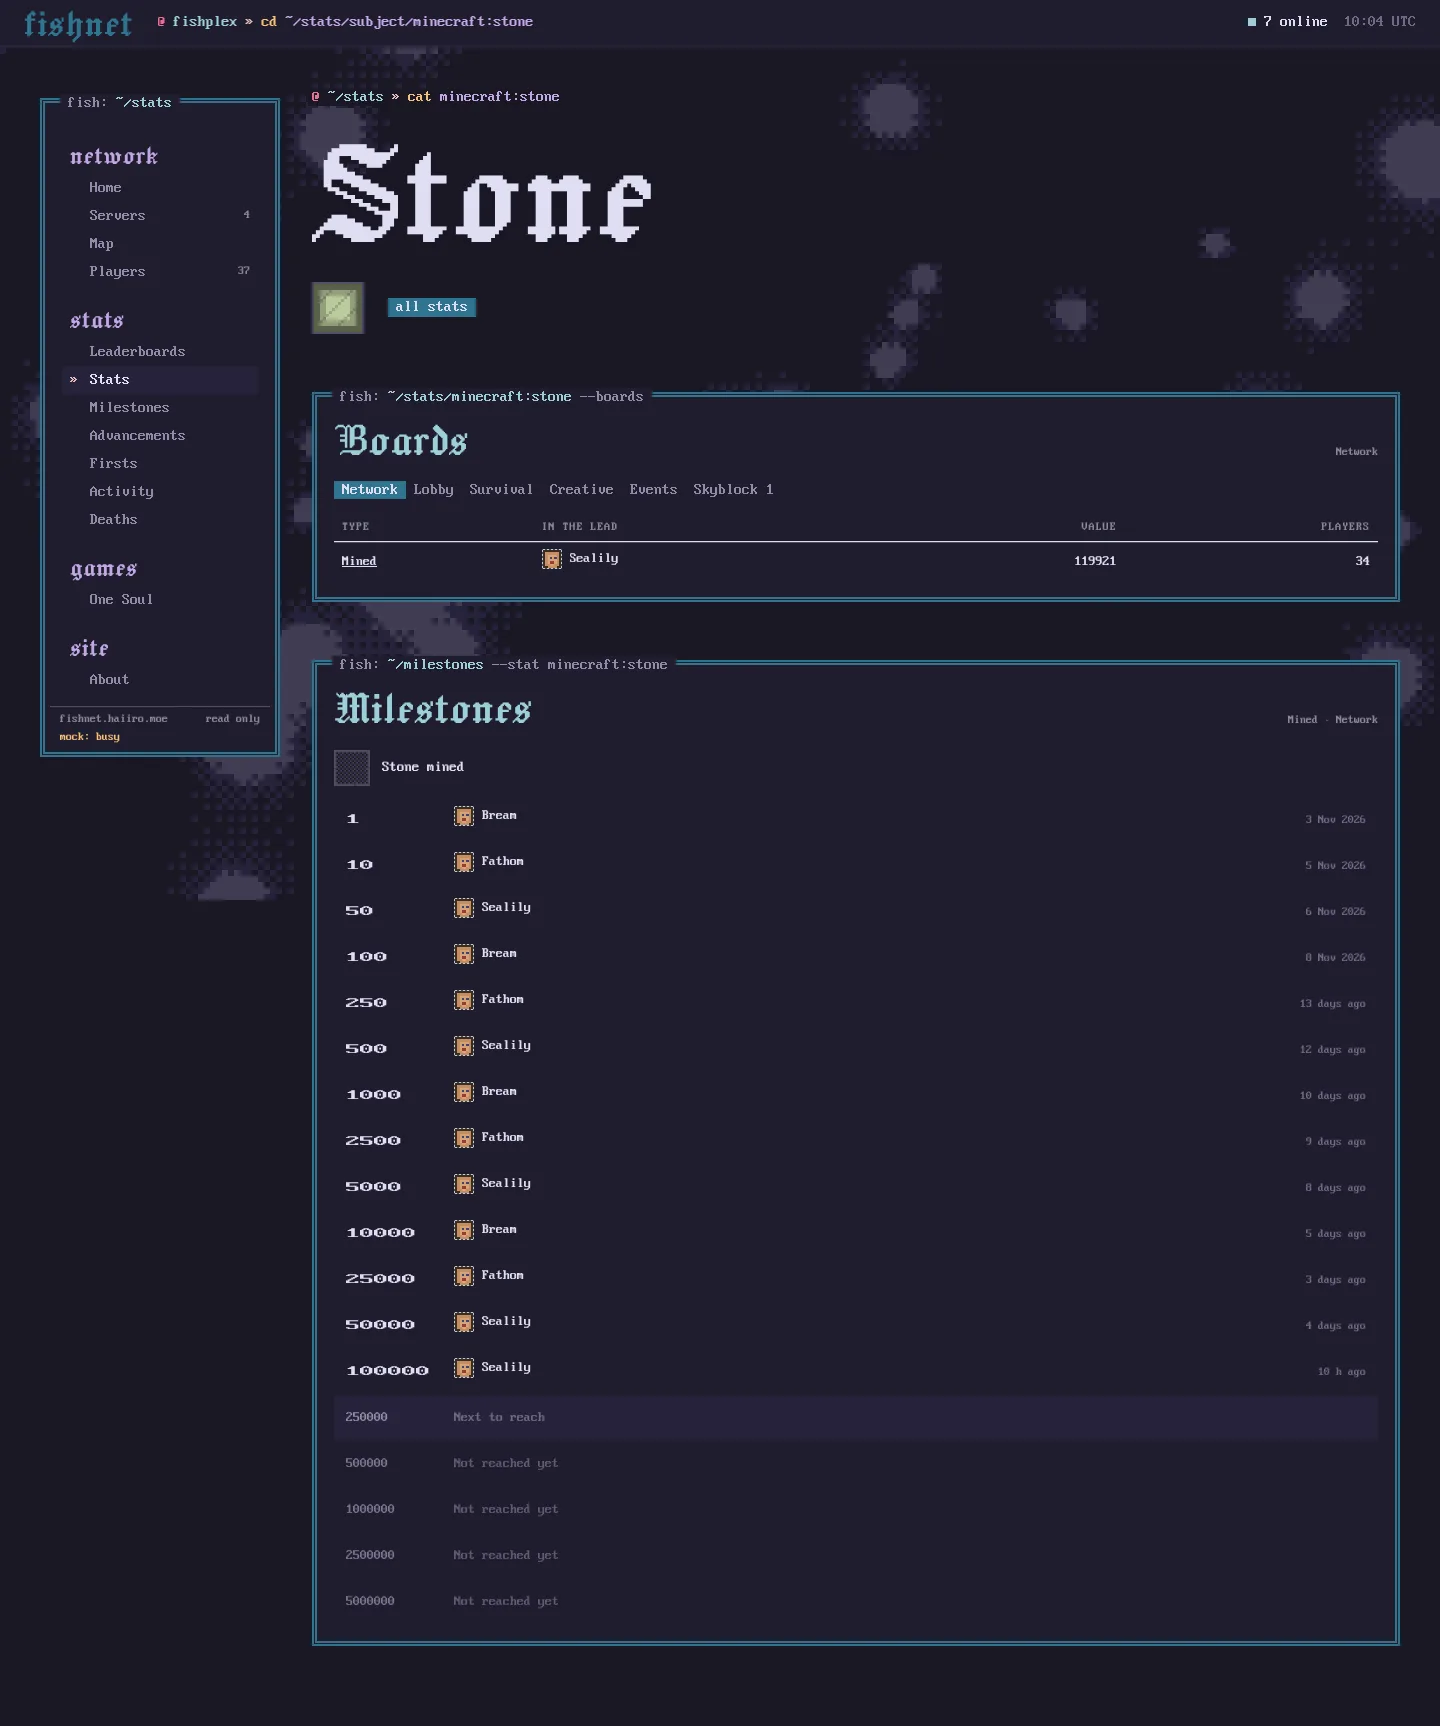 fishnet
@ fishplex » cd ~/stats/subject/minecraft:stone
7 online 10:04 UTC
fish: ~/stats
network
Home
Servers 4
Map
Players 37
stats
Leaderboards
» Stats
Milestones
Advancements
Firsts
Activity
Deaths
games
One Soul
site
About
fishnet.haiiro.moe read only
mock: busy
@ ~/stats » cat minecraft:stone
Stone
all stats
fish: ~/stats/minecraft:stone --boards
Boards
Network
Network Lobby Survival Creative Events Skyblock 1
TYPE IN THE LEAD VALUE PLAYERS
Mined Sealily 119921 34
fish: ~/milestones --stat minecraft:stone
Milestones
Mined · Network
Stone mined
1 Bream 3 Nov 2026
10 Fathom 5 Nov 2026
50 Sealily 6 Nov 2026
100 Bream 8 Nov 2026
250 Fathom 13 days ago
500 Sealily 12 days ago
1000 Bream 10 days ago
2500 Fathom 9 days ago
5000 Sealily 8 days ago
10000 Bream 5 days ago
25000 Fathom 3 days ago
50000 Sealily 4 days ago
100000 Sealily 10 h ago
250000 Next to reach
500000 Not reached yet
1000000 Not reached yet
2500000 Not reached yet
5000000 Not reached yet